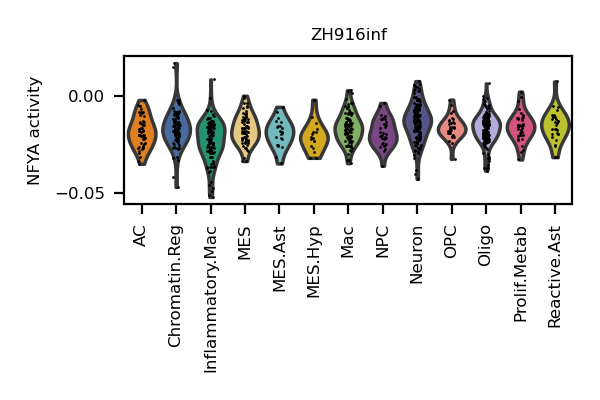 ZH916inf
NFYA activity
0.00
−0.05
AC
Chromatin.Reg
Inflammatory.Mac
MES
MES.Ast
MES.Hyp
Mac
NPC
Neuron
OPC
Oligo
Prolif.Metab
Reactive.Ast